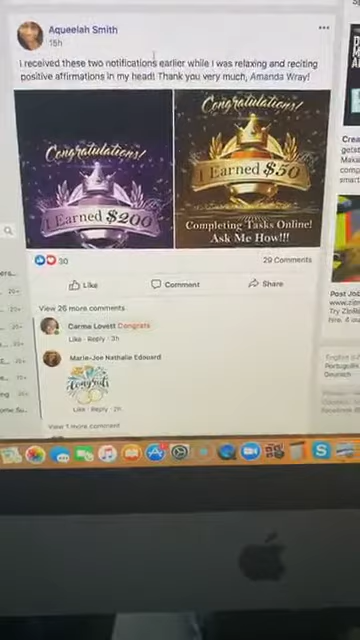 Aqueelah Smith
15h
I received these two notifications earlier while I was relaxing and reciting
positive affirmations in my head! Thank you very much, Amanda Wray!
Congratulations!
I Earned $200
Congratulations!
I Earned $50
Completing Tasks Online!
Ask Me How!!!
30
29 Comments
Like
Comment
Share
View 26 more comments
Carma Lovett Congrats
Like · Reply · 3h
Marie-Joe Nathalie Edouard
Congrats
Like · Reply · 2h
View 1 more comment